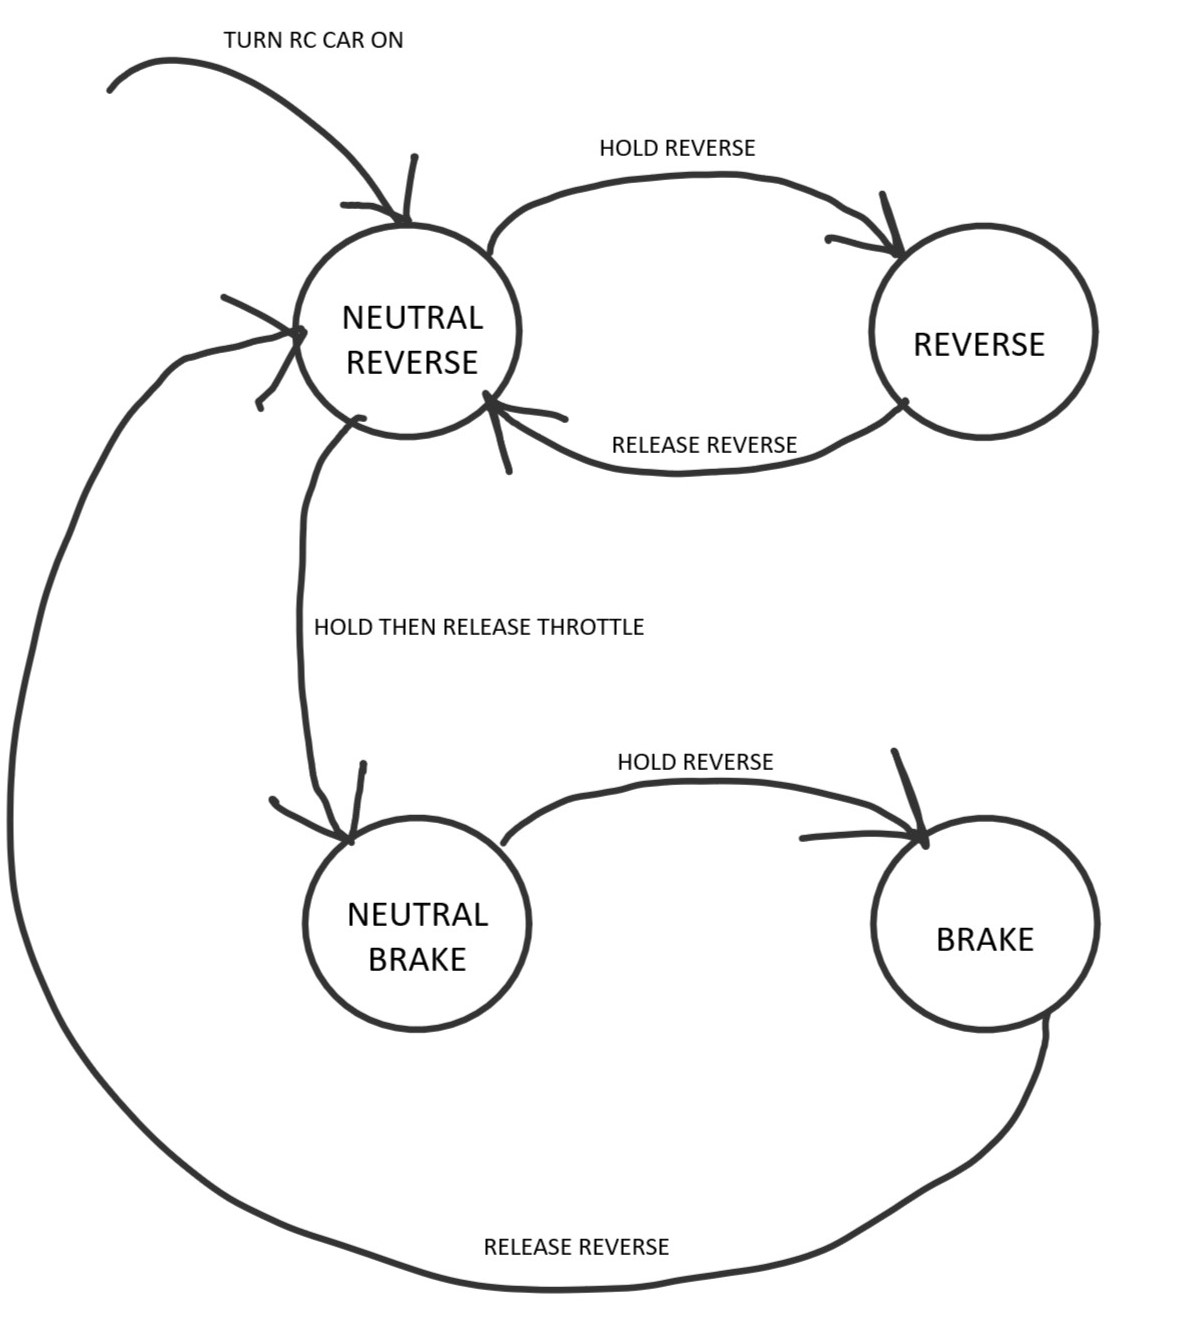 TURN RC CAR ON
HOLD REVERSE
NEUTRAL
REVERSE
REVERSE
RELEASE REVERSE
HOLD THEN RELEASE THROTTLE
HOLD REVERSE
NEUTRAL
BRAKE
BRAKE
RELEASE REVERSE